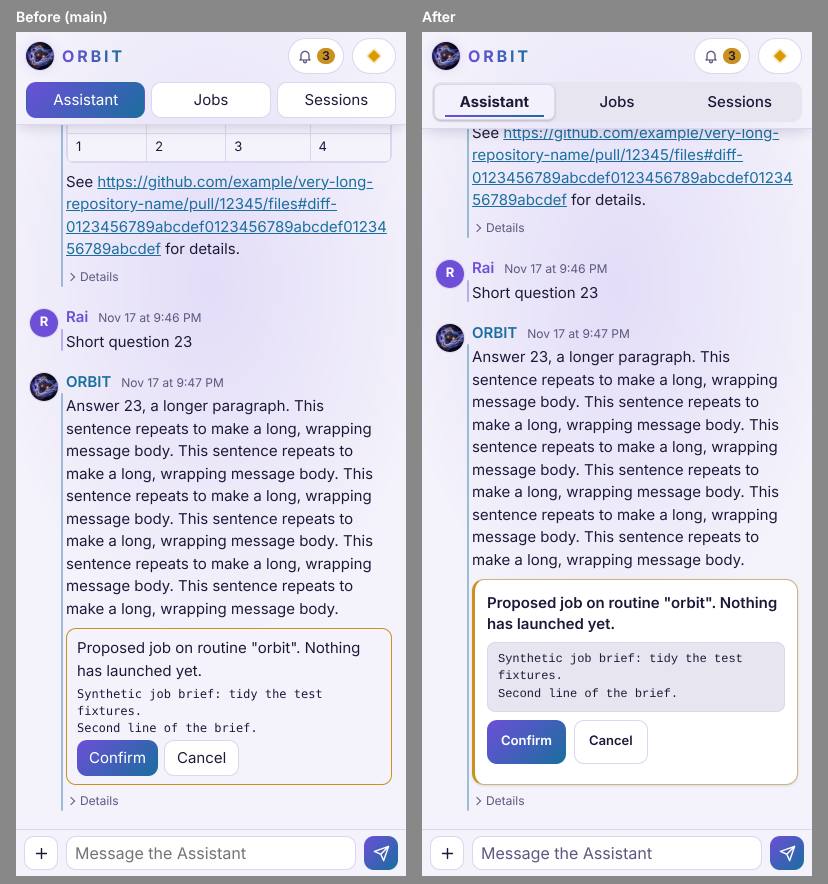 Before (main)
ORBIT
3
Assistant
Jobs
Sessions
1 2 3 4
See https://github.com/example/very-long-
repository-name/pull/12345/files#diff-
0123456789abcdef0123456789abcdef01234
56789abcdef for details.
Details
R
Rai Nov 17 at 9:46 PM
Short question 23
ORBIT Nov 17 at 9:47 PM
Answer 23, a longer paragraph. This
sentence repeats to make a long, wrapping
message body. This sentence repeats to
make a long, wrapping message body. This
sentence repeats to make a long, wrapping
message body. This sentence repeats to
make a long, wrapping message body. This
sentence repeats to make a long, wrapping
message body. This sentence repeats to
make a long, wrapping message body.
Proposed job on routine "orbit". Nothing
has launched yet.
Synthetic job brief: tidy the test
fixtures.
Second line of the brief.
Confirm
Cancel
Details
+
Message the Assistant
After
ORBIT
3
Assistant
Jobs
Sessions
See https://github.com/example/very-long-
repository-name/pull/12345/files#diff-
0123456789abcdef0123456789abcdef01234
56789abcdef for details.
Details
R
Rai Nov 17 at 9:46 PM
Short question 23
ORBIT Nov 17 at 9:47 PM
Answer 23, a longer paragraph. This
sentence repeats to make a long, wrapping
message body. This sentence repeats to
make a long, wrapping message body. This
sentence repeats to make a long, wrapping
message body. This sentence repeats to
make a long, wrapping message body. This
sentence repeats to make a long, wrapping
message body. This sentence repeats to
make a long, wrapping message body.
Proposed job on routine "orbit". Nothing
has launched yet.
Synthetic job brief: tidy the test
fixtures.
Second line of the brief.
Confirm
Cancel
Details
+
Message the Assistant